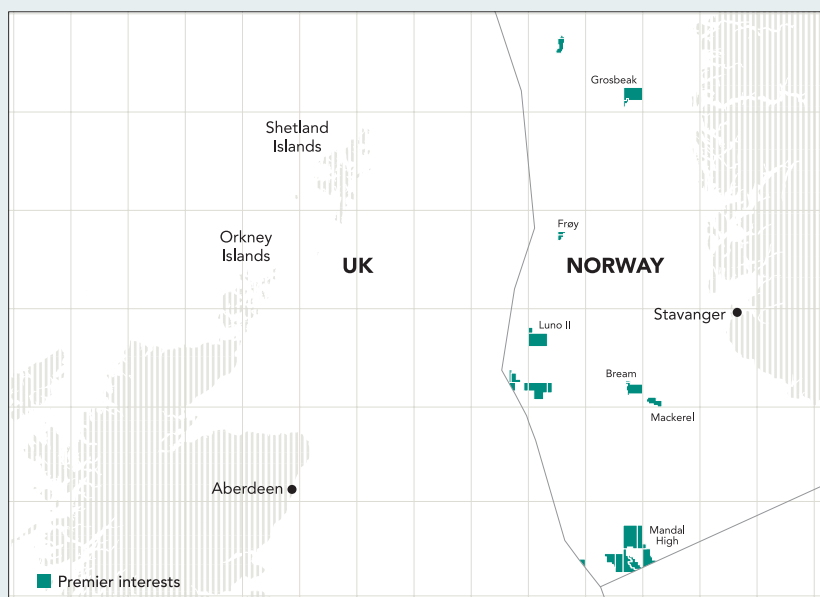 Grosbeak
Shetland
Islands
Frøy
Orkney
Islands
UK
NORWAY
Stavanger
Luno II
Bream
Mackerel
Aberdeen
Mandal
High
Premier interests